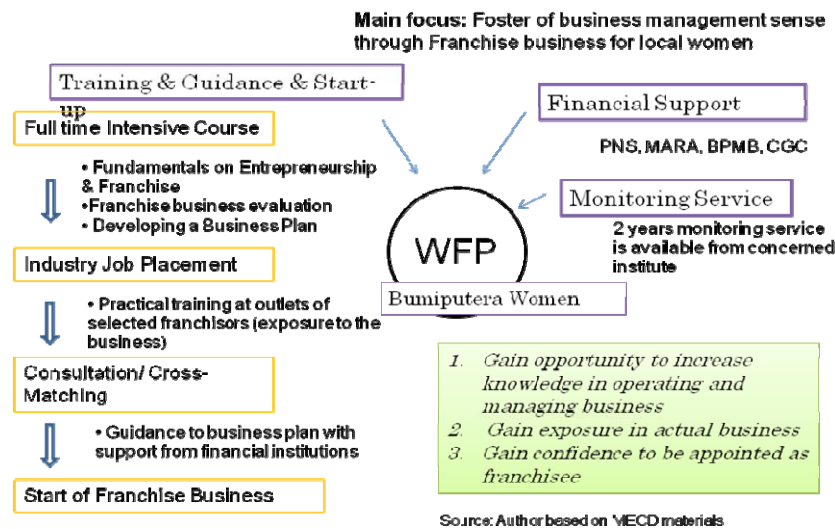 Main focus: Foster of business management sense
through Franchise business for local women
Training & Guidance & Start-
up
Full time Intensive Course
• Fundamentals on Entrepreneurship
& Franchise
•Franchise business evaluation
• Developing a Business Plan
Industry Job Placement
• Practical training at outlets of
selected franchisors (exposure to the
business)
Consultation/ Cross-
Matching
• Guidance to business plan with
support from financial institutions
Start of Franchise Business
Financial Support
PNS, MARA, BPMB, CGC
Monitoring Service
2 years monitoring service
is available from concerned
institute
WFP
Bumiputera Women
1. Gain opportunity to increase
knowledge in operating and
managing business
2. Gain exposure in actual business
3. Gain confidence to be appointed as
franchisee
Source: Author based on MECD materials